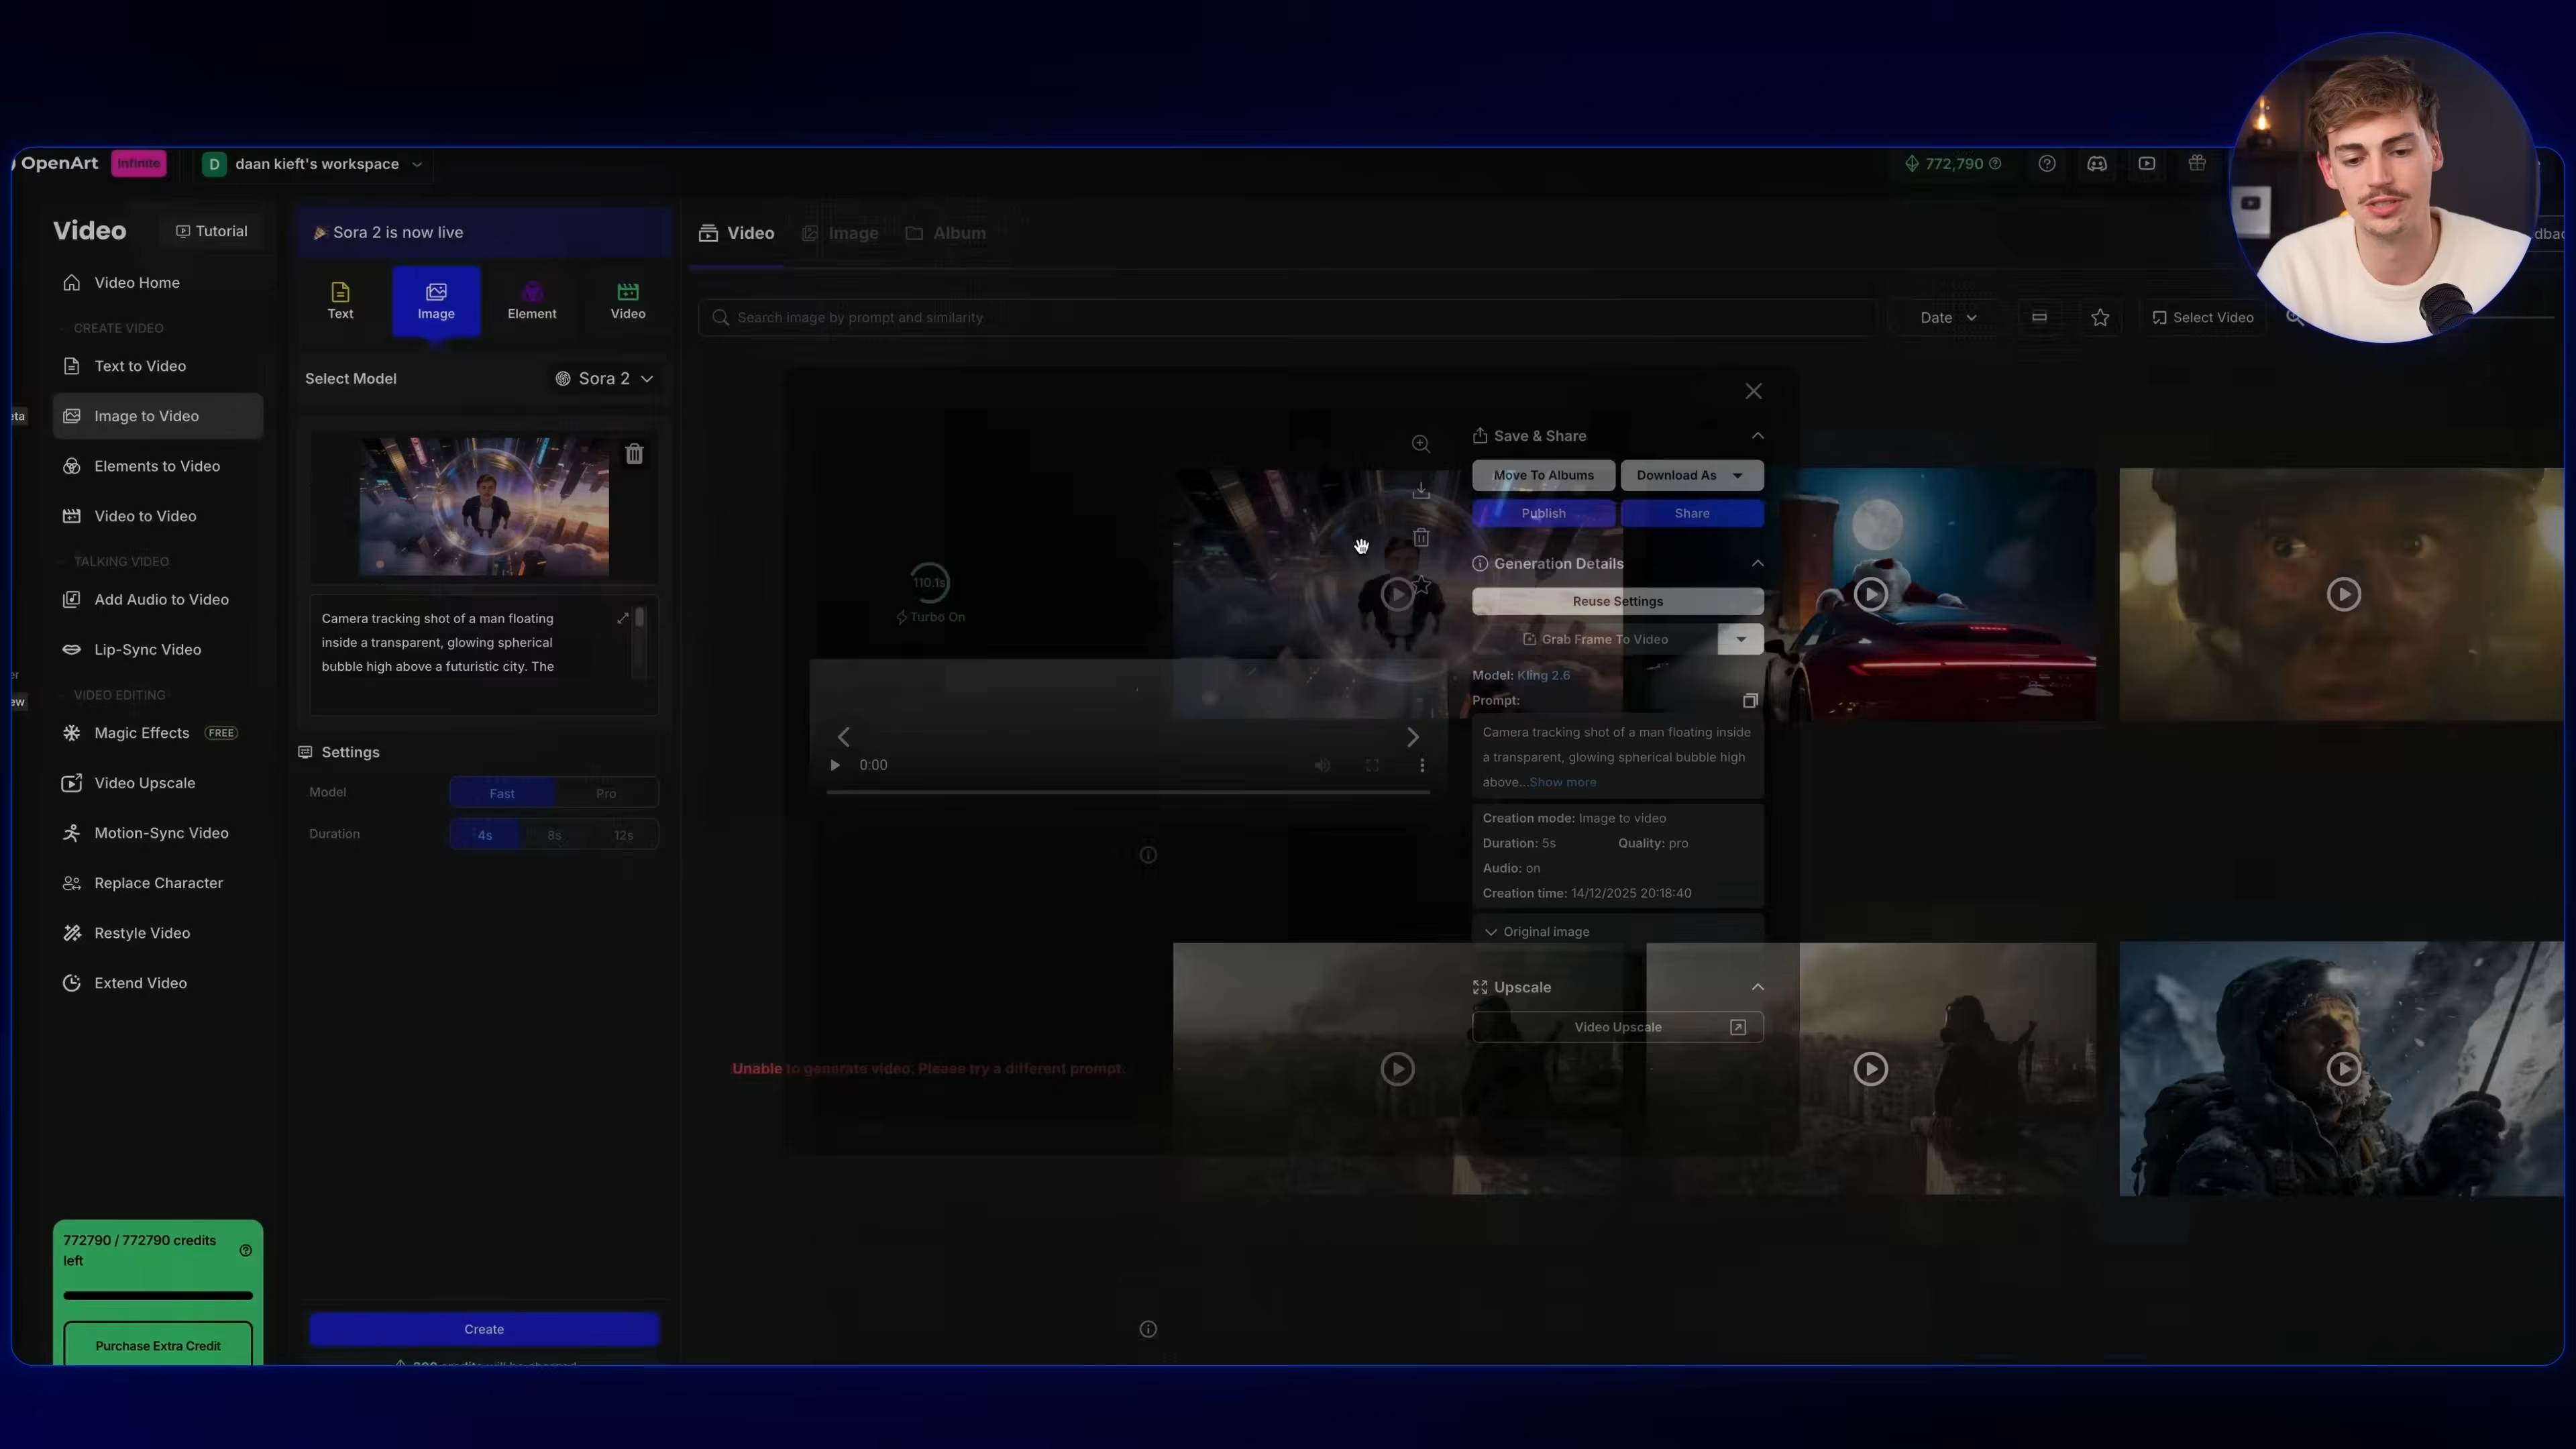 OpenArt Infinite D daan kieft's workspace 772,790
Video Tutorial
Video Home
CREATE VIDEO
Text to Video
Image to Video
Elements to Video
Video to Video
TALKING VIDEO
Add Audio to Video
Lip-Sync Video
VIDEO EDITING
Magic Effects FREE
Video Upscale
Motion-Sync Video
Replace Character
Restyle Video
Extend Video
772790 / 772790 credits
left
Purchase Extra Credit
Sora 2 is now live
Text Image Element Video
Select Model Sora 2
Camera tracking shot of a man floating
inside a transparent, glowing spherical
bubble high above a futuristic city. The
Settings
Model Fast Pro
Duration 4s 8s 12s
Create
credits will be charged
Video Image Album
Search image by prompt and similarity Date Select Video
110.1s
Turbo On
0:00
Unable to generate video. Please try a different prompt.
Save & Share
Move To Albums Download As
Publish Share
Generation Details
Reuse Settings
Grab Frame To Video
Model: Kling 2.6
Prompt:
Camera tracking shot of a man floating inside
a transparent, glowing spherical bubble high
above...Show more
Creation mode: Image to video
Duration: 5s Quality: pro
Audio: on
Creation time: 14/12/2025 20:18:40
Original image
Upscale
Video Upscale